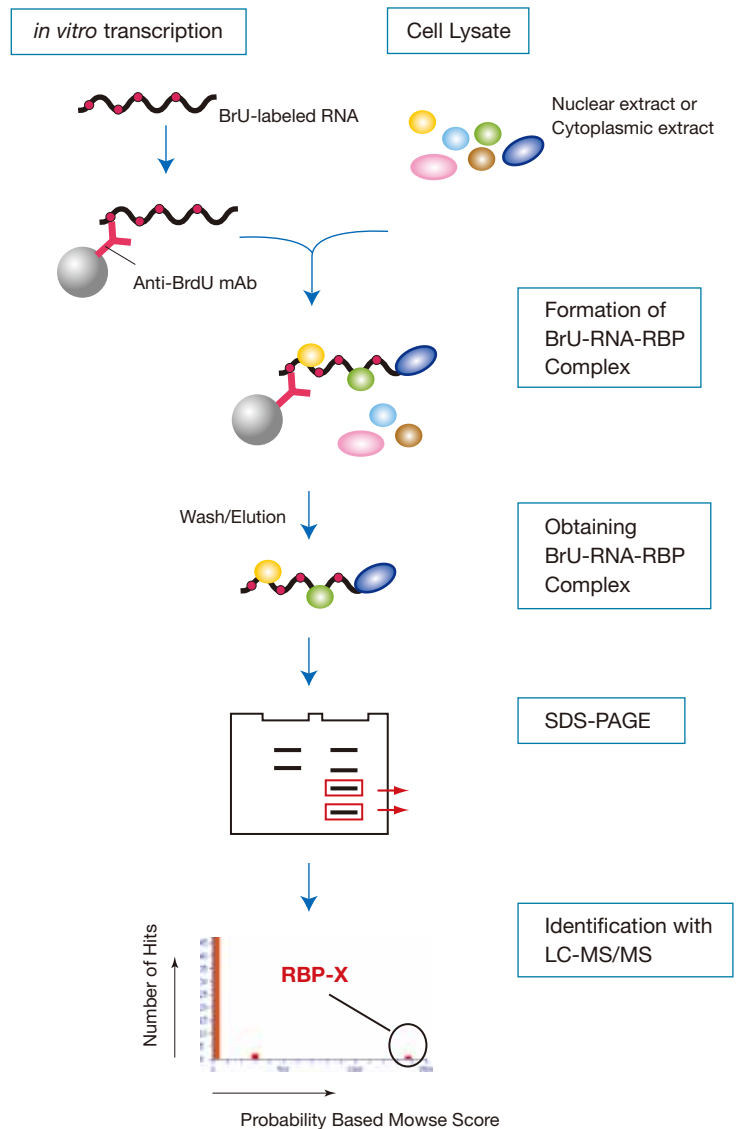 in vitro transcription
Cell Lysate
BrU-labeled RNA
Nuclear extract or
Cytoplasmic extract
Anti-BrdU mAb
Formation of
BrU-RNA-RBP
Complex
Wash/Elution
Obtaining
BrU-RNA-RBP
Complex
SDS-PAGE
Identification with
LC-MS/MS
Number of Hits
RBP-X
Probability Based Mowse Score